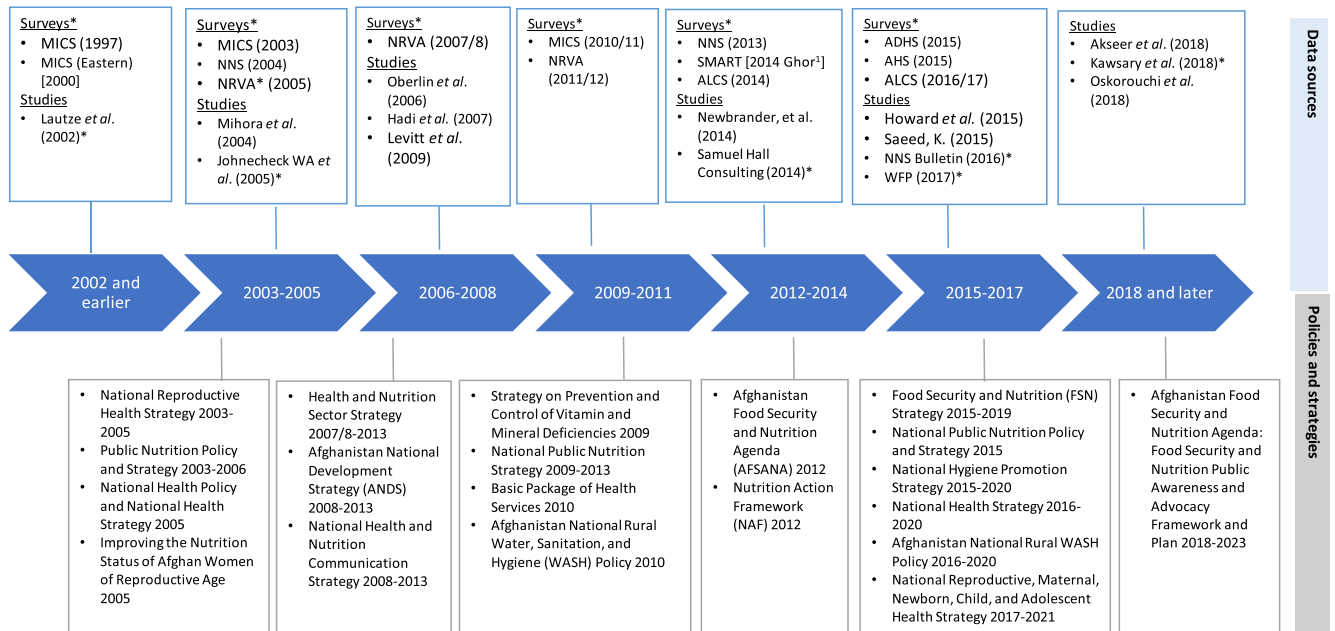 Surveys*
• MICS (1997)
• MICS (Eastern)
[2000]
Studies
• Lautze et al.
(2002)*
Surveys*
• MICS (2003)
• NNS (2004)
• NRVA* (2005)
Studies
• Mihora et al.
(2004)
• Johnecheck WA et
al. (2005)*
• NRVA (2007/8)
Studies
• Oberlin et al.
(2006)
• Hadi et al. (2007)
• Levitt et al.
(2009)
Surveys*
• MICS (2010/11)
• NRVA
(2011/12)
Surveys*
• NNS (2013)
• SMART [2014 Ghor¹]
• ALCS (2014)
Studies
• Newbrander, et al.
(2014)
• Samuel Hall
Consulting (2014)*
Surveys*
• ADHS (2015)
• AHS (2015)
• ALCS (2016/17)
Studies
• Howard et al. (2015)
• Saeed, K. (2015)
• NNS Bulletin (2016)*
• WFP (2017)*
Studies
• Akseer et al. (2018)
• Kawsary et al. (2018)*
• Oskorouchi et al.
(2018)
Data sources
2002 and
earlier
2003-2005
2006-2008
2009-2011
2012-2014
2015-2017
2018 and later
Policies and strategies
• National Reproductive
Health Strategy 2003-
2005
• Public Nutrition Policy
and Strategy 2003-2006
• National Health Policy
and National Health
Strategy 2005
• Improving the Nutrition
Status of Afghan Women
of Reproductive Age
2005
• Health and Nutrition
Sector Strategy
2007/8-2013
• Afghanistan National
Development
Strategy (ANDS)
2008-2013
• National Health and
Nutrition
Communication
Strategy 2008-2013
• Strategy on Prevention and
Control of Vitamin and
Mineral Deficiencies 2009
• National Public Nutrition
Strategy 2009-2013
• Basic Package of Health
Services 2010
• Afghanistan National Rural
Water, Sanitation, and
Hygiene (WASH) Policy 2010
• Afghanistan
Food Security
and Nutrition
Agenda
(AFSANA) 2012
• Nutrition Action
Framework
(NAF) 2012
• Food Security and Nutrition (FSN)
Strategy 2015-2019
• National Public Nutrition Policy
and Strategy 2015
• National Hygiene Promotion
Strategy 2015-2020
• National Health Strategy 2016-
2020
• Afghanistan National Rural WASH
Policy 2016-2020
• National Reproductive, Maternal,
Newborn, Child, and Adolescent
Health Strategy 2017-2021
• Afghanistan Food
Security and
Nutrition Agenda:
Food Security and
Nutrition Public
Awareness and
Advocacy
Framework and
Plan 2018-2023